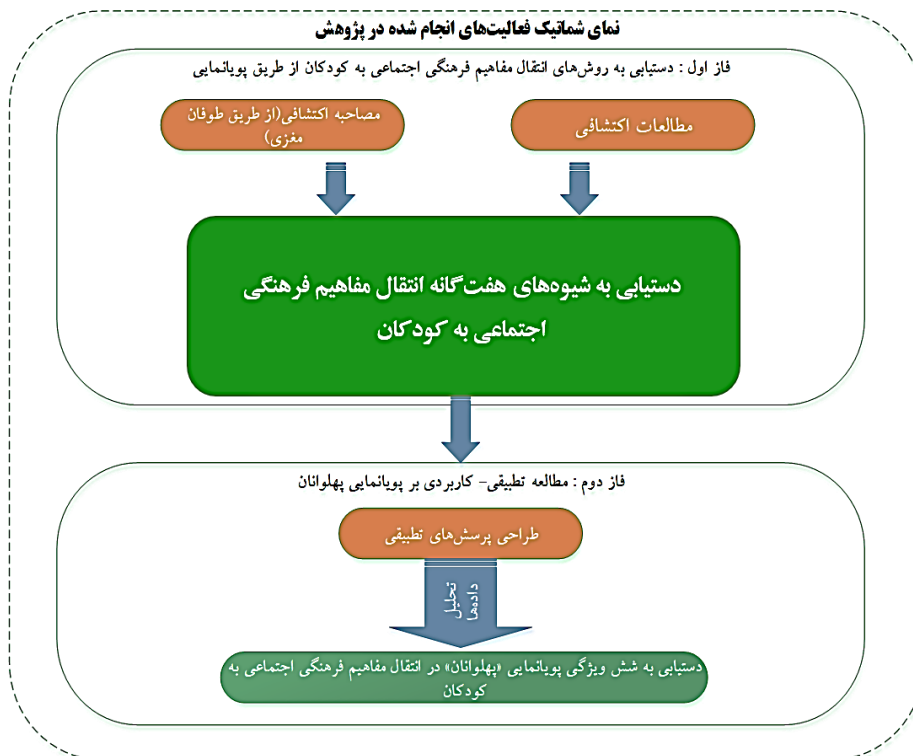 نمای شماتیک فعالیت‌های انجام شده در پژوهش
فاز اول : دستیابی به روش‌های انتقال مفاهیم فرهنگی اجتماعی به کودکان از طریق پویانمایی
مطالعات اکتشافی
مصاحبه اکتشافی(از طریق طوفان
مغزی)
دستیابی به شیوه‌های هفت‌گانه انتقال مفاهیم فرهنگی
اجتماعی به کودکان
فاز دوم : مطالعه تطبیقی- کاربردی بر پویانمایی پهلوانان
طراحی پرسش‌های تطبیقی
تحلیل
داده‌ها
دستیابی به شش ویژگی پویانمایی «پهلوانان» در انتقال مفاهیم فرهنگی اجتماعی به
کودکان